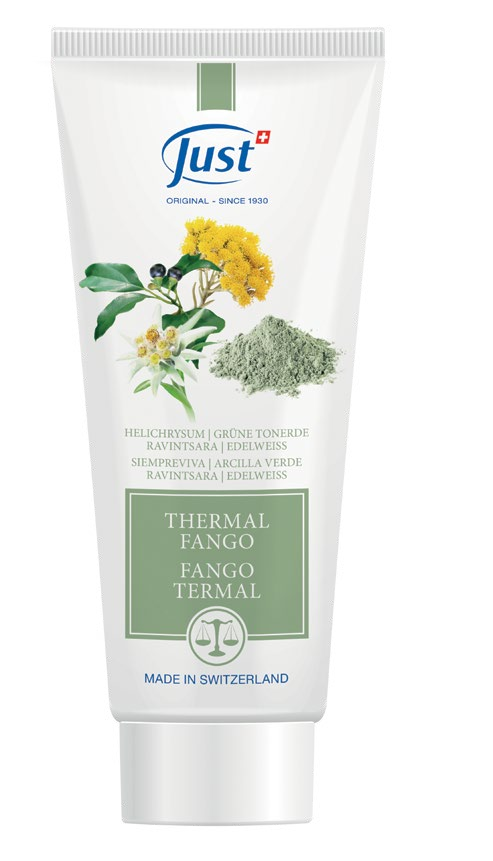 Just
ORIGINAL - SINCE 1930
HELICHRYSUM | GRÜNE TONERDE
RAVINTSARA | EDELWEISS
SIEMPREVIVA | ARCILLA VERDE
RAVINTSARA | EDELWEISS
THERMAL
FANGO
FANGO
TERMAL
MADE IN SWITZERLAND